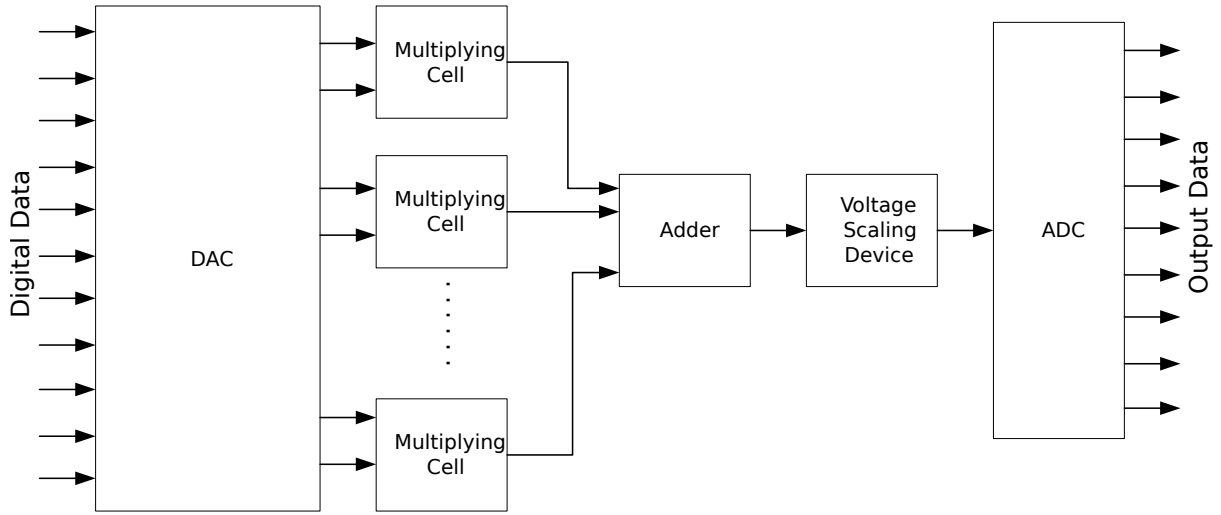 Digital Data
DAC
Multiplying
Cell
Multiplying
Cell
Multiplying
Cell
Adder
Voltage
Scaling
Device
ADC
Output Data